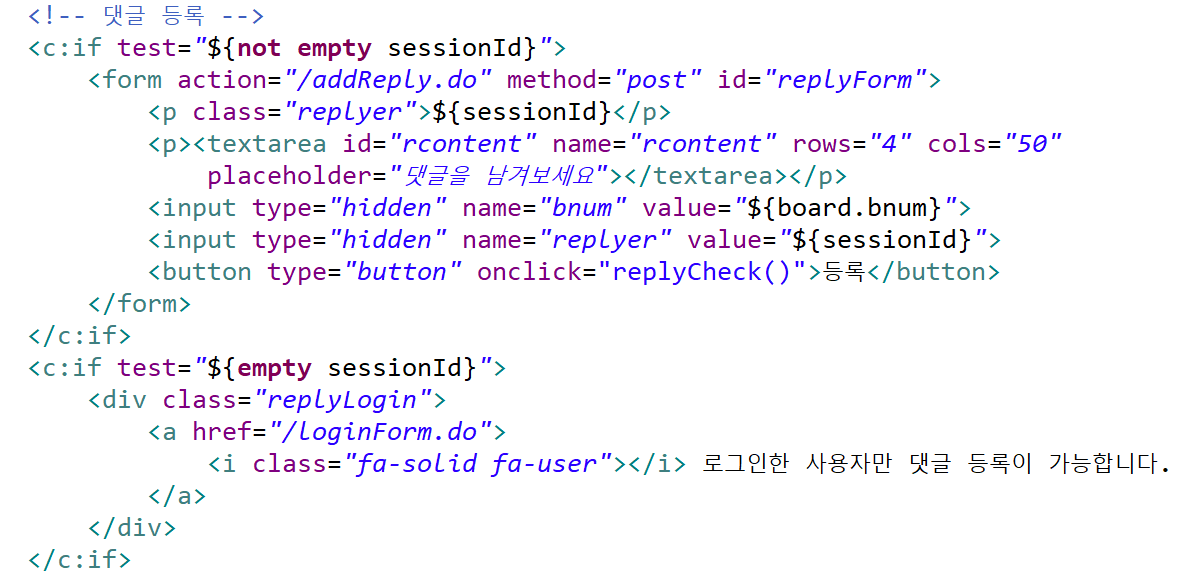 <!-- 댓글 등록 -->
<c:if test="${not empty sessionId}">
    <form action="/addReply.do" method="post" id="replyForm">
        <p class="replyer">${sessionId}</p>
        <p><textarea id="rcontent" name="rcontent" rows="4" cols="50"
            placeholder="댓글을 남겨보세요"></textarea></p>
        <input type="hidden" name="bnum" value="${board.bnum}">
        <input type="hidden" name="replyer" value="${sessionId}">
        <button type="button" onclick="replyCheck()">등록</button>
    </form>
</c:if>
<c:if test="${empty sessionId}">
    <div class="replyLogin">
        <a href="/loginForm.do">
            <i class="fa-solid fa-user"></i> 로그인한 사용자만 댓글 등록이 가능합니다.
        </a>
    </div>
</c:if>